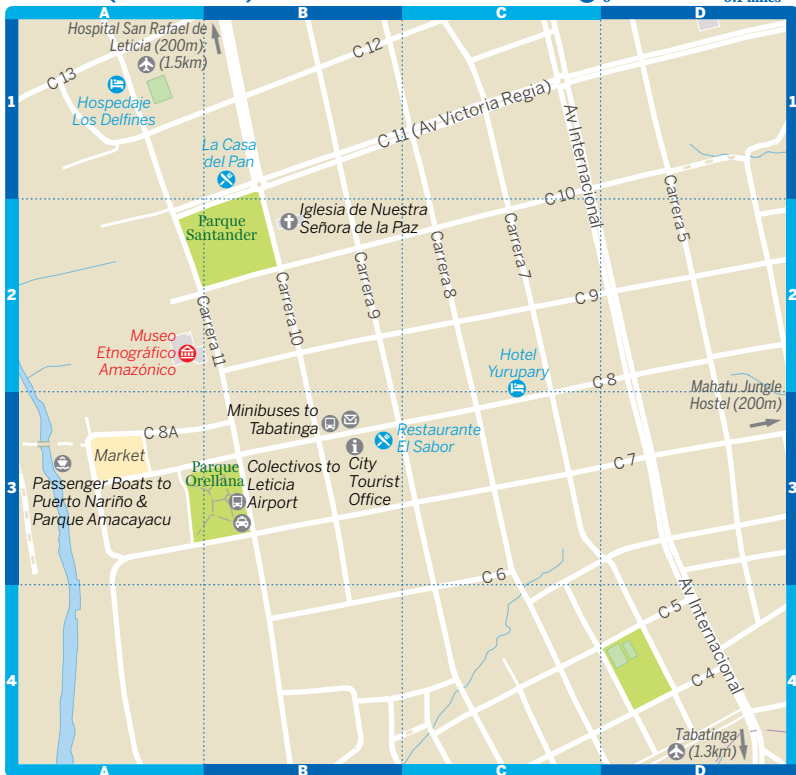 A
B
C
D
Hospital San Rafael de
Leticia (200m);
(1.5km)
C 13
C 12
1
1
Hospedaje
Los Delfines
C 11 (Av Victoria Regia)
Av Internacional
La Casa
del Pan
C 10
Carrera 5
Parque
Santander
Iglesia de Nuestra
Señora de la Paz
Carrera 7
Carrera 8
Carrera 9
Carrera 10
Carrera 11
2
2
C 9
Museo
Etnográfico
Amazónico
Hotel
Yurupary
C 8
Mahatu Jungle
Hostel (200m)
Minibuses to
Tabatinga
C 8A
Restaurante
El Sabor
Market
C 7
Parque
Orellana
Colectivos to
Leticia
Airport
City
Tourist
Office
3
3
Passenger Boats to
Puerto Nariño &
Parque Amacayacu
C 6
C 5
Av Internacional
4
4
C 4
Tabatinga
(1.3km)
A
B
C
D